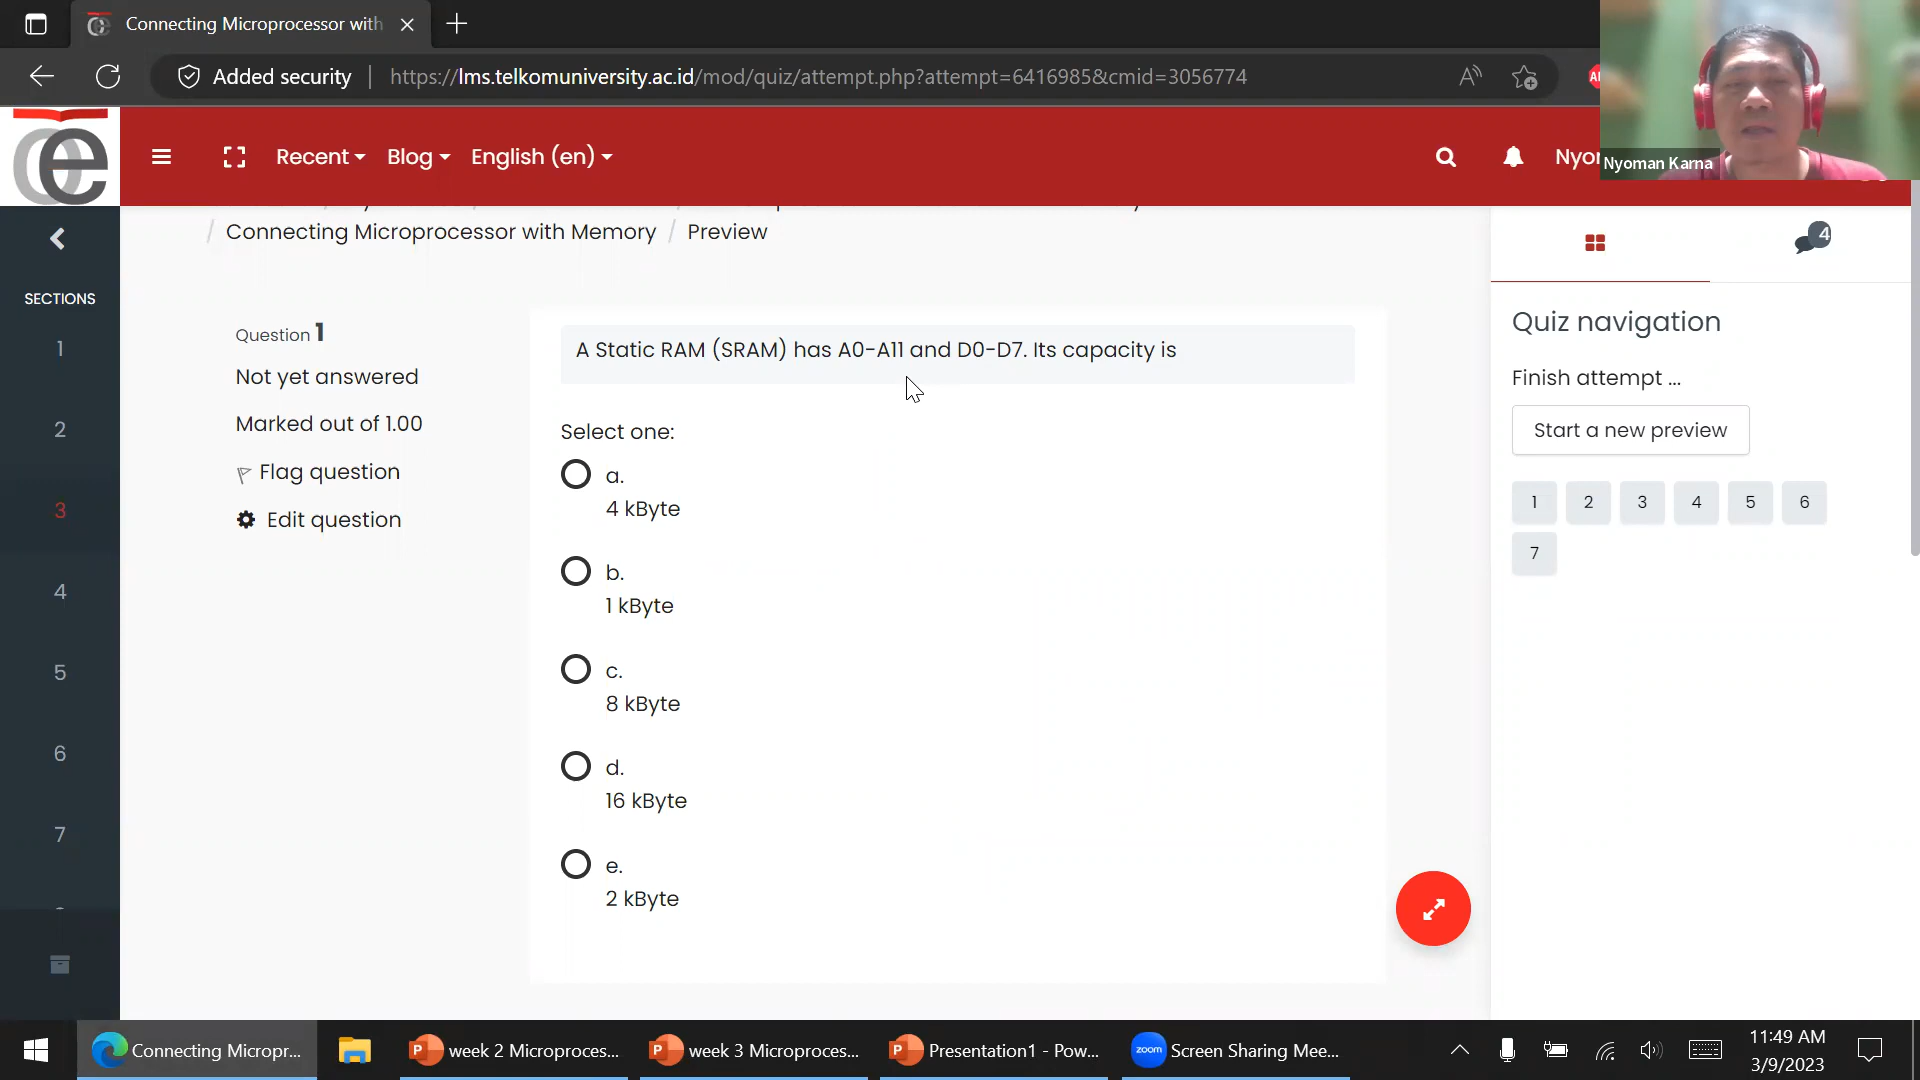 Connecting Microprocessor with
Added security
https://lms.telkomuniversity.ac.id/mod/quiz/attempt.php?attempt=6416985&cmid=3056774
Nyoman Karna
Recent
Blog
English (en)
/ Connecting Microprocessor with Memory / Preview
4
SECTIONS
1
2
3
4
5
6
7
Question 1
Not yet answered
Marked out of 1.00
Flag question
Edit question
A Static RAM (SRAM) has A0-A11 and D0-D7. Its capacity is
Select one:
a.
4 kByte
b.
1 kByte
c.
8 kByte
d.
16 kByte
e.
2 kByte
Quiz navigation
Finish attempt ...
Start a new preview
1 2 3 4 5 6
7
Connecting Micropr...
week 2 Microproces...
week 3 Microproces...
Presentation1 - Pow...
zoom
Screen Sharing Mee...
11:49 AM
3/9/2023